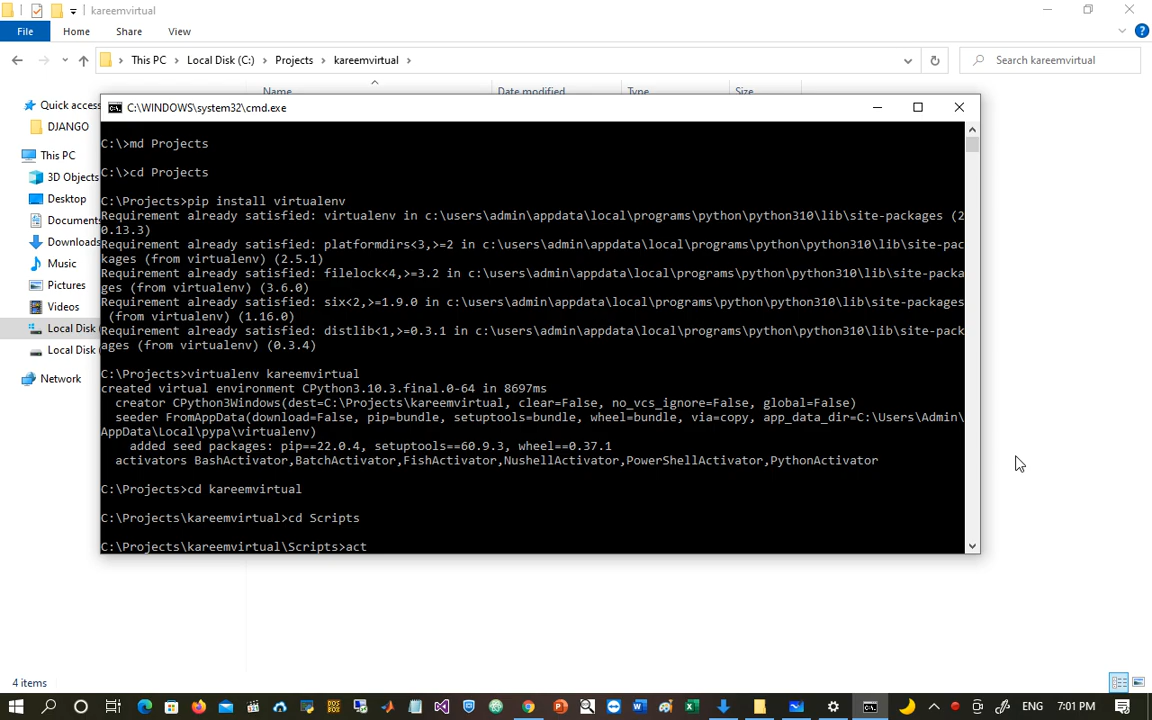 kareemvirtual
File
Home
Share
View
This PC
Local Disk (C:)
Projects
kareemvirtual
Search kareemvirtual
Name
Date modified
Type
Size
Quick access
DJANGO
This PC
3D Objects
Desktop
Documents
Downloads
Music
Pictures
Videos
Local Disk
Local Disk
Network
C:\WINDOWS\system32\cmd.exe
C:\>md Projects
C:\>cd Projects
C:\Projects>pip install virtualenv
Requirement already satisfied: virtualenv in c:\users\admin\appdata\local\programs\python\python310\lib\site-packages (2
0.13.3)
Requirement already satisfied: platformdirs<3,>=2 in c:\users\admin\appdata\local\programs\python\python310\lib\site-pac
kages (from virtualenv) (2.5.1)
Requirement already satisfied: filelock<4,>=3.2 in c:\users\admin\appdata\local\programs\python\python310\lib\site-packa
ges (from virtualenv) (3.6.0)
Requirement already satisfied: six<2,>=1.9.0 in c:\users\admin\appdata\local\programs\python\python310\lib\site-packages
(from virtualenv) (1.16.0)
Requirement already satisfied: distlib<1,>=0.3.1 in c:\users\admin\appdata\local\programs\python\python310\lib\site-pack
ages (from virtualenv) (0.3.4)
C:\Projects>virtualenv kareemvirtual
created virtual environment CPython3.10.3.final.0-64 in 8697ms
creator CPython3Windows(dest=C:\Projects\kareemvirtual, clear=False, no_vcs_ignore=False, global=False)
seeder FromAppData(download=False, pip=bundle, setuptools=bundle, wheel=bundle, via=copy, app_data_dir=C:\Users\Admin\
AppData\Local\pypa\virtualenv)
added seed packages: pip==22.0.4, setuptools==60.9.3, wheel==0.37.1
activators BashActivator,BatchActivator,FishActivator,NushellActivator,PowerShellActivator,PythonActivator
C:\Projects>cd kareemvirtual
C:\Projects\kareemvirtual>cd Scripts
C:\Projects\kareemvirtual\Scripts>act
4 items
ENG
7:01 PM